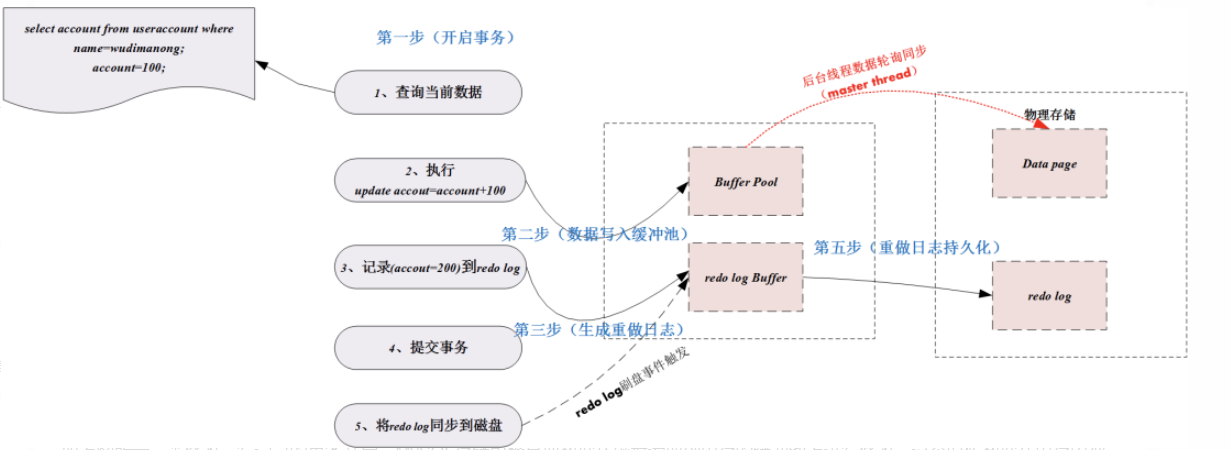 select account from useraccount where
name=wudimanong;
account=100;
第一步（开启事务）
1、查询当前数据
后台线程数据轮询同步
（master thread）
物理存储
Data page
2、执行
update accout=account+100
Buffer Pool
第二步（数据写入缓冲池）
3、记录(accout=200)到redo log
redo log Buffer
第五步（重做日志持久化）
redo log
第三步（生成重做日志）
4、提交事务
redo log刷盘事件触发
5、将redo log同步到磁盘